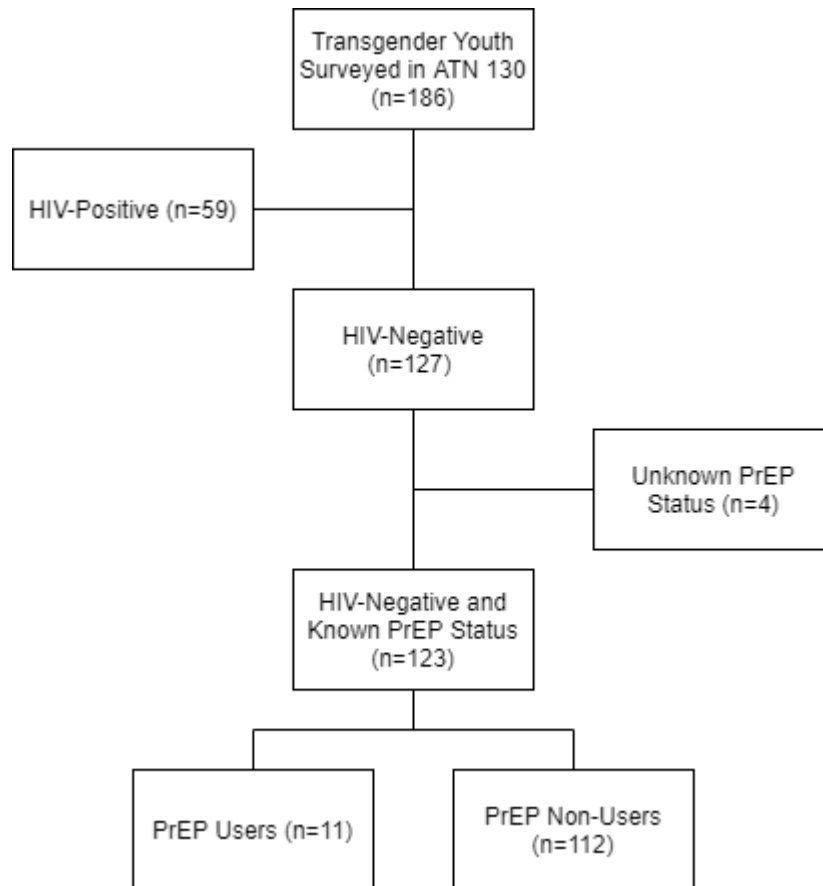 Transgender Youth
Surveyed in ATN 130
(n=186)
HIV-Positive (n=59)
HIV-Negative
(n=127)
Unknown PrEP
Status (n=4)
HIV-Negative and
Known PrEP Status
(n=123)
PrEP Users (n=11)
PrEP Non-Users
(n=112)